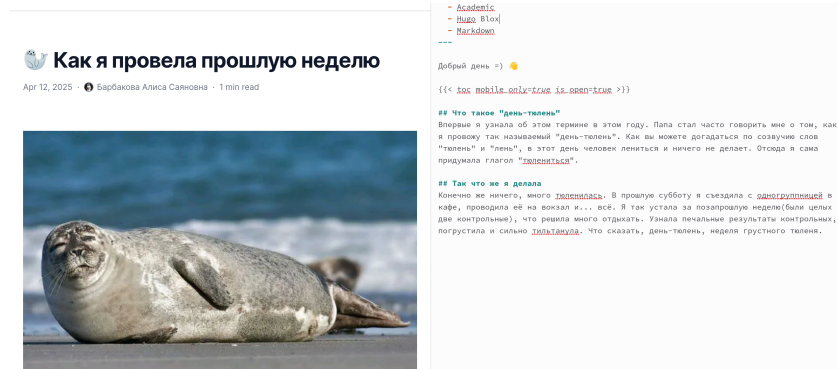 Как я провела прошлую неделю
Apr 12, 2025 · Барбакова Алиса Саяновна · 1 min read
- Academic
- Hugo Blox
- Markdown
---
Добрый день =) 👋
{{< toc mobile_only=true is_open=true >}}
## Что такое "день-тюлень"
Впервые я узнала об этом термине в этом году. Папа стал часто говорить мне о том, как
я провожу так называемый "день-тюлень". Как вы можете догадаться по созвучию слов
"тюлень" и "лень", в этот день человек лениться и ничего не делает. Отсюда я сама
придумала глагол "тюлениться".
## Так что же я делала
Конечно же ничего, много тюленилась. В прошлую субботу я съездила с одногруппницей в
кафе, проводила её на вокзал и... всё. Я так устала за позапрошлую неделю(были целых
две контрольные), что решила много отдыхать. Узнала печальные результаты контрольных,
погрустила и сильно тильтанула. Что сказать, день-тюлень, неделя грустного тюленя.